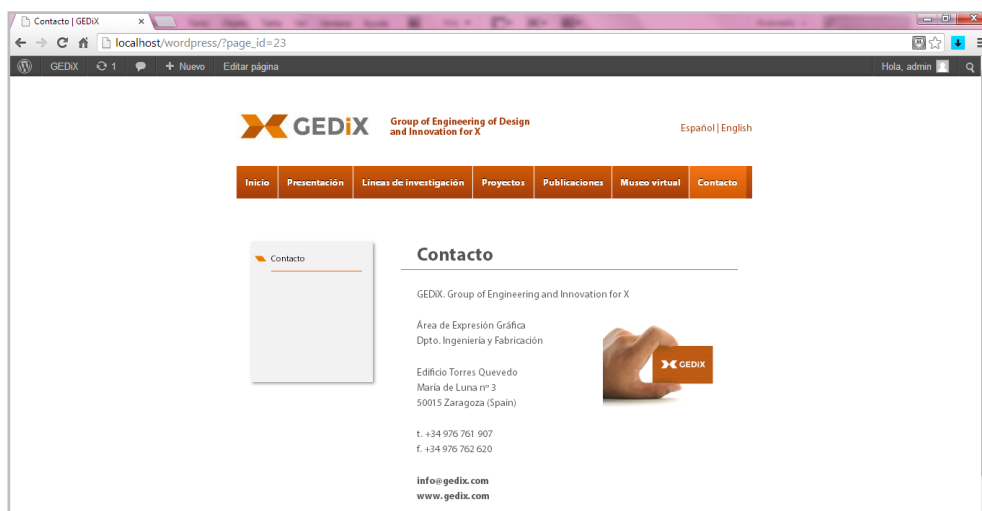 Contacto | GEDiX
localhost/wordpress/?page_id=23
GEDiX 1 + Nuevo Editar página Hola, admin
GEDiX
Group of Engineering of Design
and Innovation for X
Español | English
Inicio Presentación Líneas de investigación Proyectos Publicaciones Museo virtual Contacto
Contacto
Contacto
GEDiX. Group of Engineering and Innovation for X
Área de Expresión Gráfica
Dpto. Ingeniería y Fabricación
GEDiX
Edificio Torres Quevedo
María de Luna nº 3
50015 Zaragoza (Spain)
t. +34 976 761 907
f. +34 976 762 620
info@gedix.com
www.gedix.com